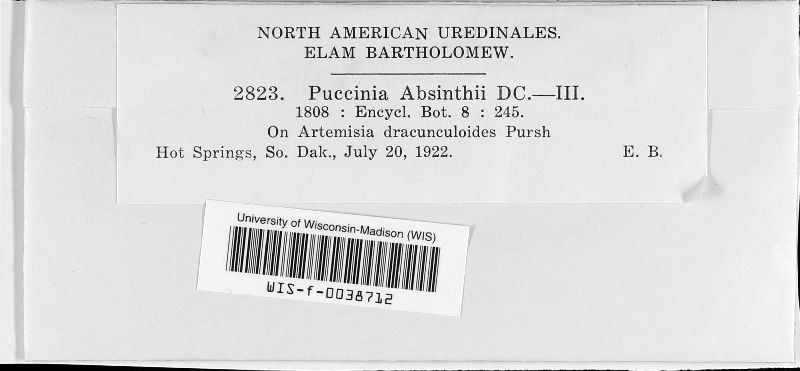 NORTH AMERICAN UREDINALES.
ELAM BARTHOLOMEW.
2823. Puccinia Absinthii DC.—III.
1808 : Encycl. Bot. 8 : 245.
On Artemisia dracunculoides Pursh
Hot Springs, So. Dak., July 20, 1922. E. B.
University of Wisconsin-Madison (WIS)
WIS-f-0038712